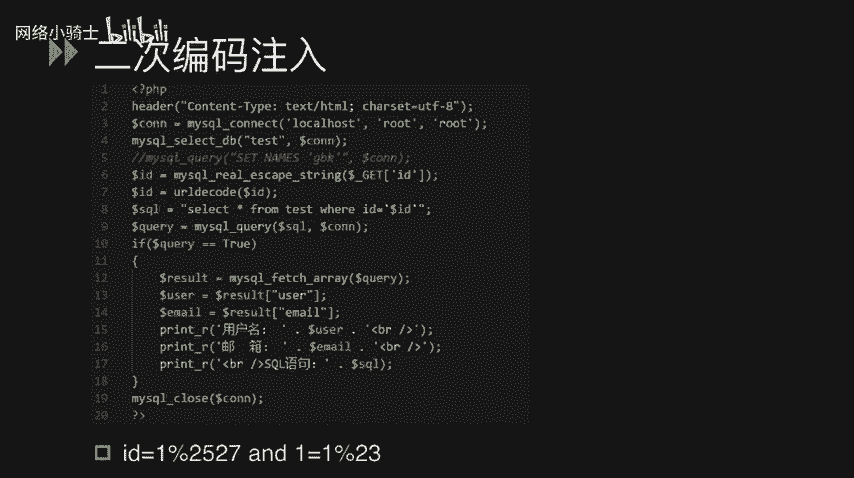 网络小骑士 bilibili
二次编码注入
1 <?php
2 header("Content-Type: text/html; charset=utf-8");
3 $conn = mysql_connect('localhost', 'root', 'root');
4 mysql_select_db("test", $conn);
5 //mysql_query("SET NAMES 'gbk'", $conn);
6 $id = mysql_real_escape_string($_GET['id']);
7 $id = urldecode($id);
8 $sql = "select * from test where id='$id'";
9 $query = mysql_query($sql, $conn);
10 if($query == True)
11 {
12 $result = mysql_fetch_array($query);
13 $user = $result["user"];
14 $email = $result["email"];
15 print_r('用户名: ' . $user . '<br />');
16 print_r('邮 箱: ' . $email . '<br />');
17 print_r('<br />SQL语句: ' . $sql);
18 }
19 mysql_close($conn);
20 ?>
id=1%2527 and 1=1%23